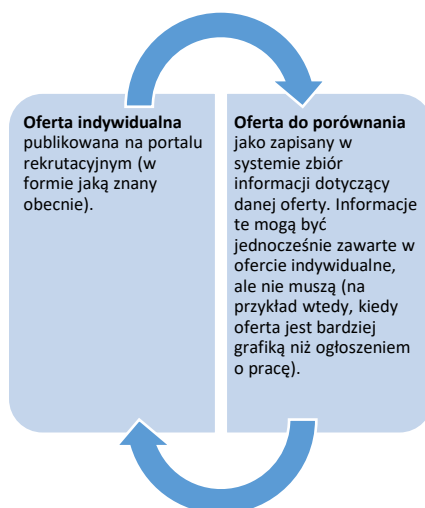 Oferta indywidualna
publikowana na portalu
rekrutacyjnym (w
formie jaką znany
obecnie).
Oferta do porównania
jako zapisany w
systemie zbiór
informacji dotyczący
danej oferty. Informacje
te mogą być
jednocześnie zawarte w
ofercie indywidualne,
ale nie muszą (na
przykład wtedy, kiedy
oferta jest bardziej
grafiką niż ogłoszeniem
o pracę).